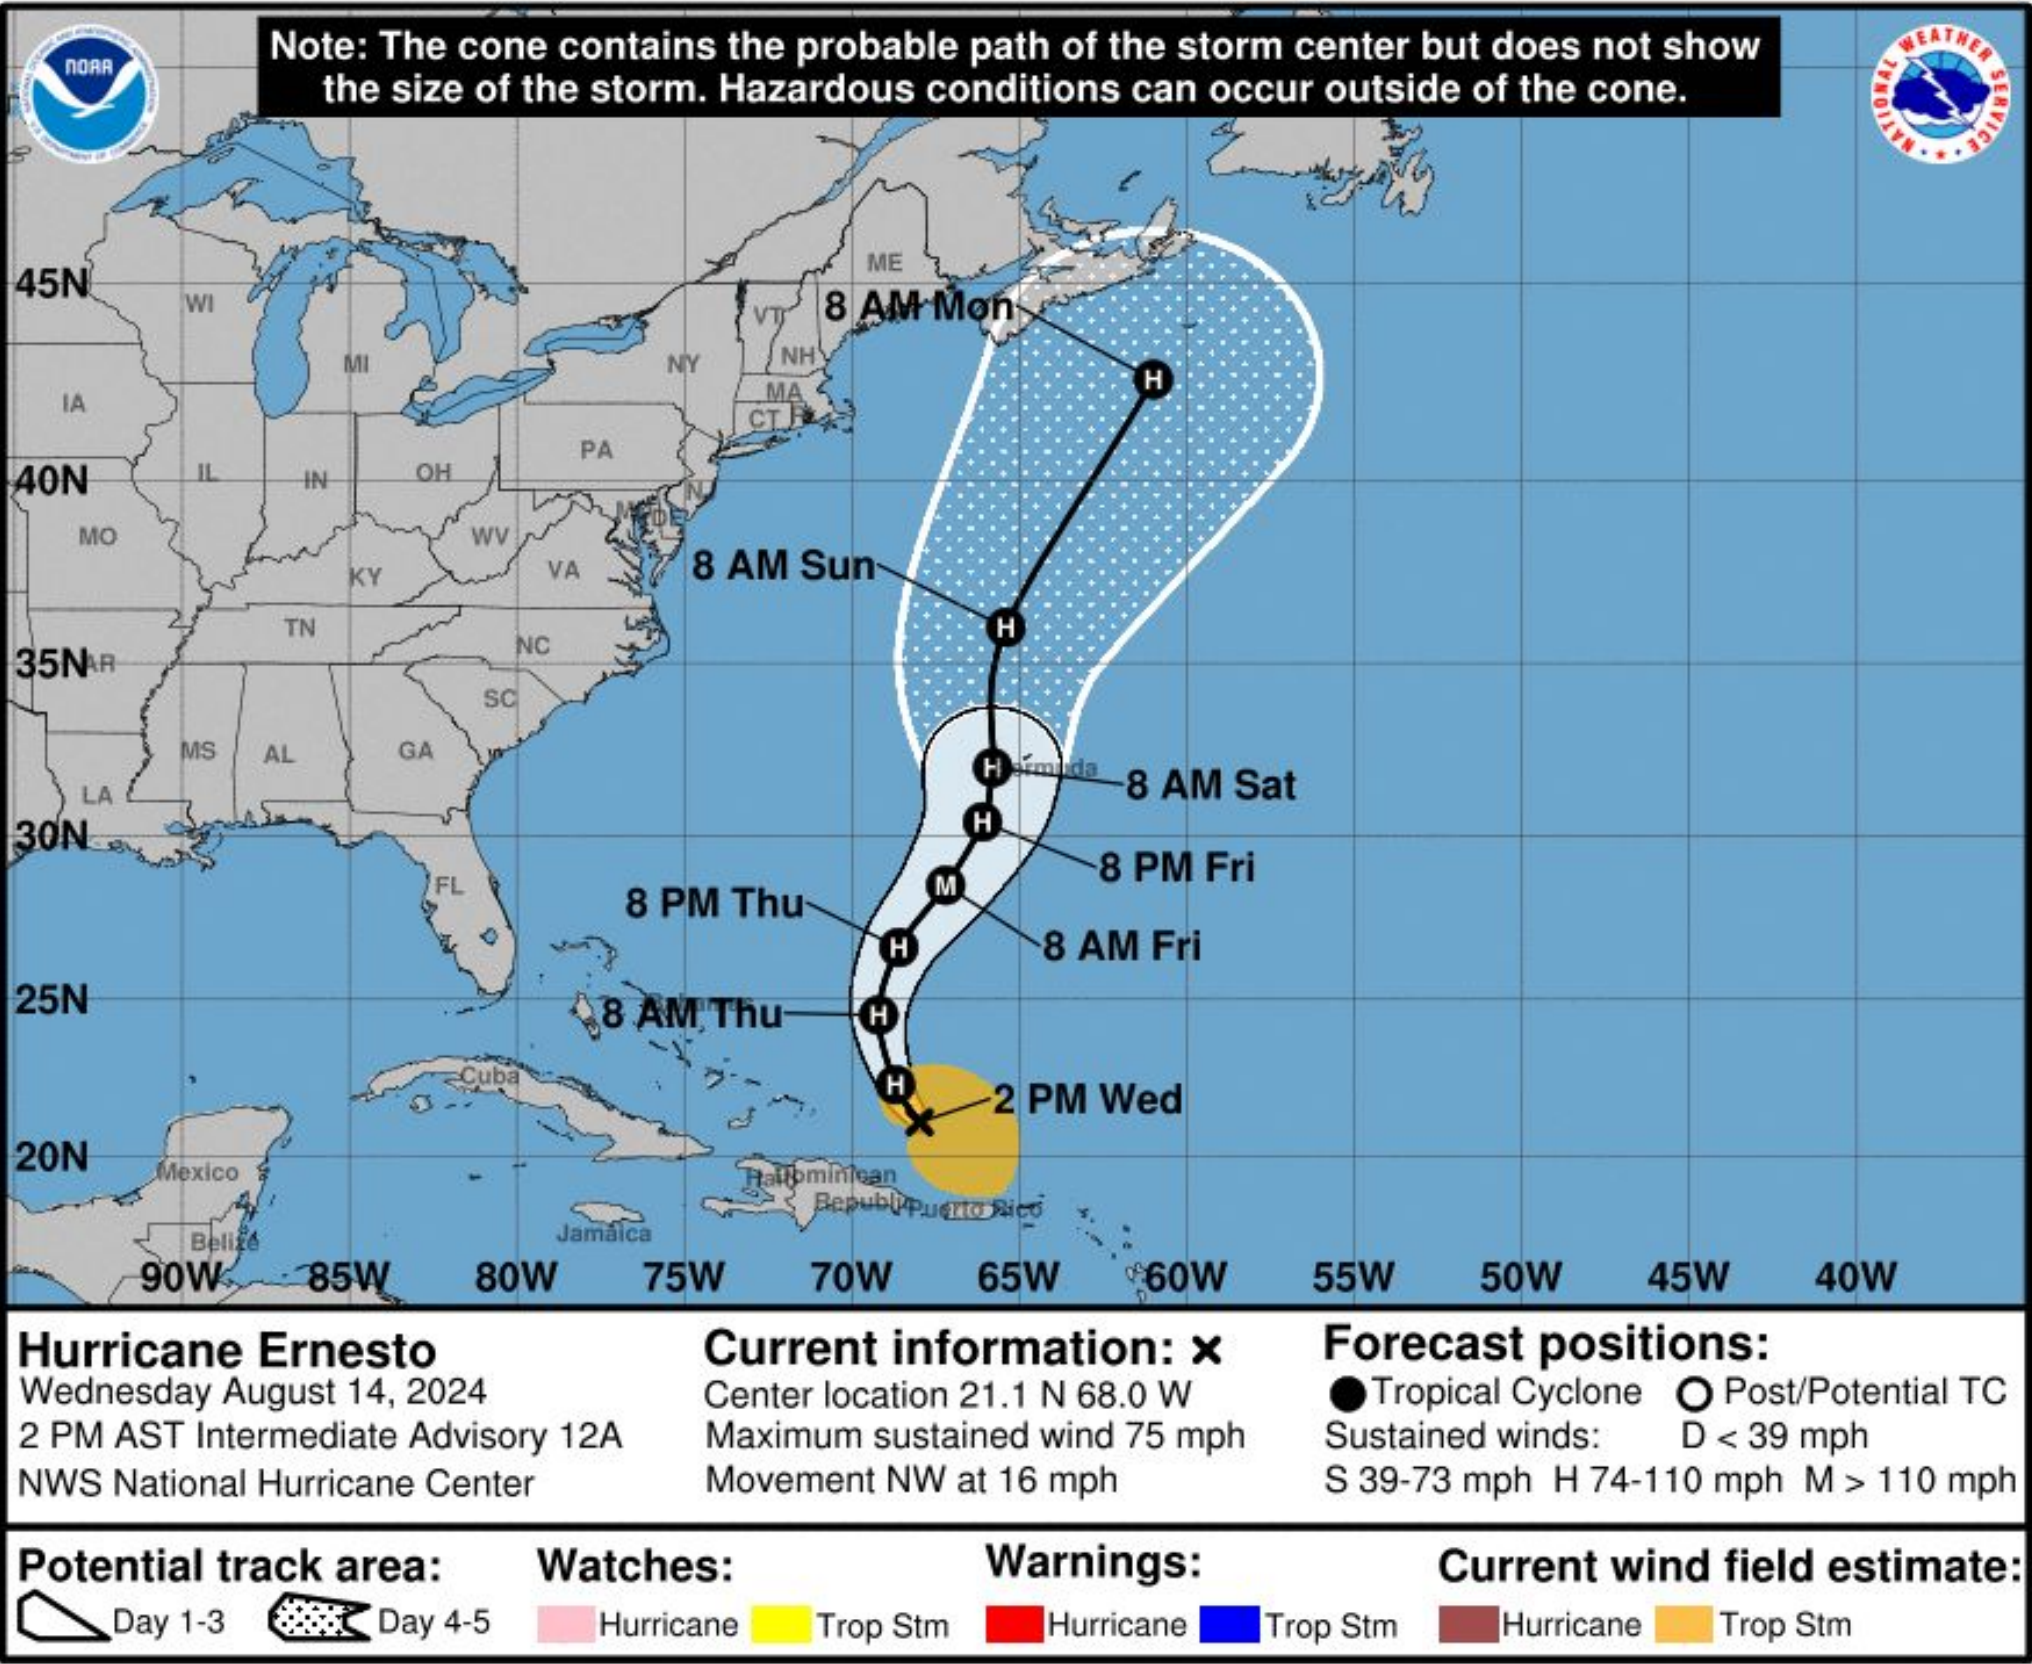 Note: The cone contains the probable path of the storm center but does not show
the size of the storm. Hazardous conditions can occur outside of the cone.
NOAA
NATIONAL WEATHER SERVICE
ME
45N
WI
8 AM Mon
VT
MI
NY
NH
IA
MA
CT
PA
40N
IL
IN
OH
MO
WV
DE
8 AM Sun
KY
VA
TN
NC
35N
AR
SC
MS
AL
GA
Bermuda
8 AM Sat
LA
30N
8 PM Fri
FL
8 PM Thu
8 AM Fri
25N
8 AM Thu
Cuba
2 PM Wed
20N
Mexico
Haiti
Dominican
Republic
Puerto Rico
Jamaica
Belize
90W 85W 80W 75W 70W 65W 60W 55W 50W 45W 40W
H
H
H
H
H
M
H
H
Hurricane Ernesto
Wednesday August 14, 2024
2 PM AST Intermediate Advisory 12A
NWS National Hurricane Center
Current information: x
Center location 21.1 N 68.0 W
Maximum sustained wind 75 mph
Movement NW at 16 mph
Forecast positions:
Tropical Cyclone Post/Potential TC
Sustained winds: D < 39 mph
S 39-73 mph H 74-110 mph M > 110 mph
Potential track area:
Day 1-3 Day 4-5
Watches:
Hurricane Trop Stm
Warnings:
Hurricane Trop Stm
Current wind field estimate:
Hurricane Trop Stm